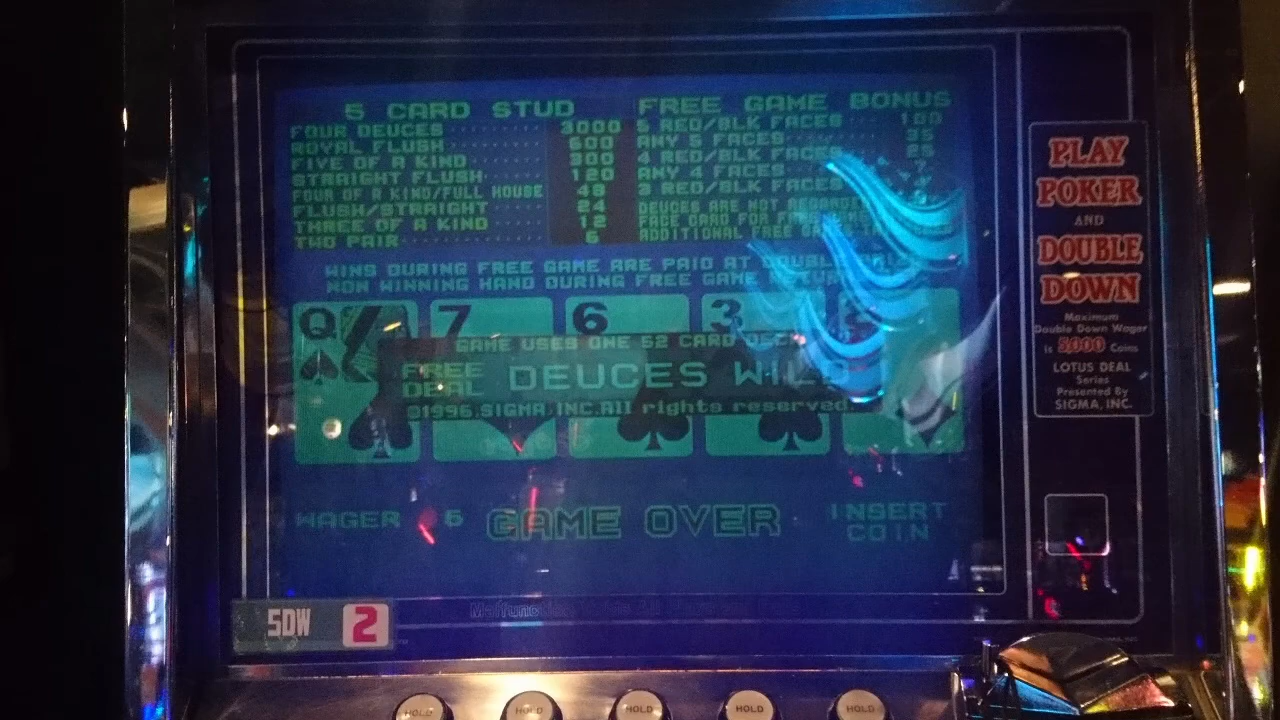 5 CARD STUD
FOUR DEUCES 3000
ROYAL FLUSH 600
FIVE OF A KIND 300
STRAIGHT FLUSH 120
FOUR OF A KIND/FULL HOUSE 48
FLUSH/STRAIGHT 24
THREE OF A KIND 12
TWO PAIR 6
FREE GAME BONUS
5 RED/BLK FACES 100
ANY 5 FACES 35
4 RED/BLK FACES 25
ANY 4 FACES 7
3 RED/BLK FACES
DEUCES ARE NOT
FACE CARD FOR
ADDITIONAL FREE
WINS DURING FREE GAME ARE PAID AT DOUBLE
NON WINNING HAND DURING FREE GAME
Q 7 6 3
GAME USES ONE 52 CARD DECK
FREE DEAL
DEUCES WILD
©1996,SIGMA,INC.All rights reserved.
WAGER 5
GAME OVER
INSERT COIN
PLAY
POKER
AND
DOUBLE
DOWN
Maximum
Double Down Wager
is 5000 Coins
LOTUS DEAL
Series
Presented By
SIGMA, INC.
5DW 2
HOLD HOLD HOLD HOLD HOLD